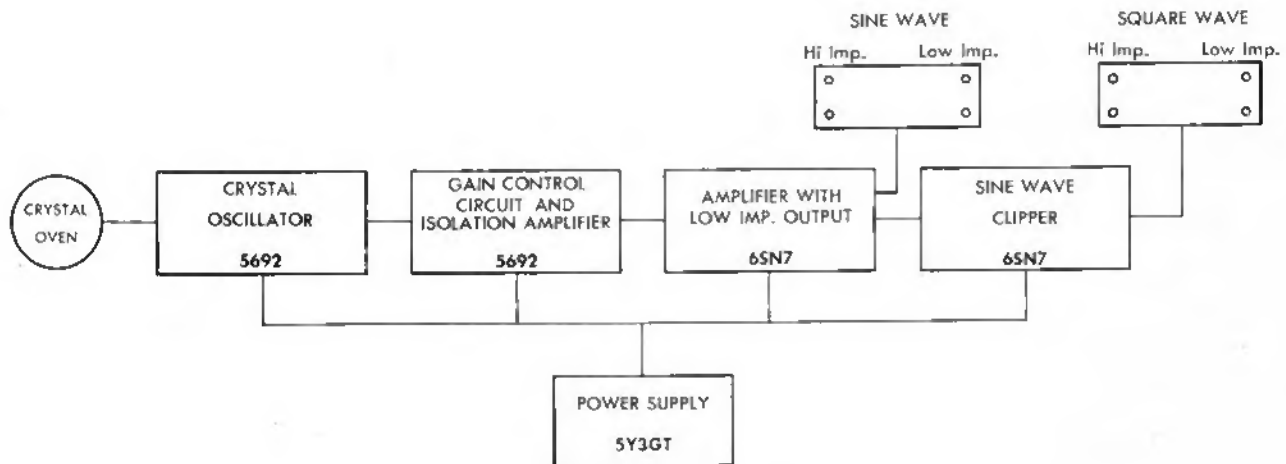 SINE WAVE
Hi Imp. Low Imp.
SQUARE WAVE
Hi Imp. Low Imp.
CRYSTAL
OVEN
CRYSTAL
OSCILLATOR
5692
GAIN CONTROL
CIRCUIT AND
ISOLATION AMPLIFIER
5692
AMPLIFIER WITH
LOW IMP. OUTPUT
6SN7
SINE WAVE
CLIPPER
6SN7
POWER SUPPLY
5Y3GT